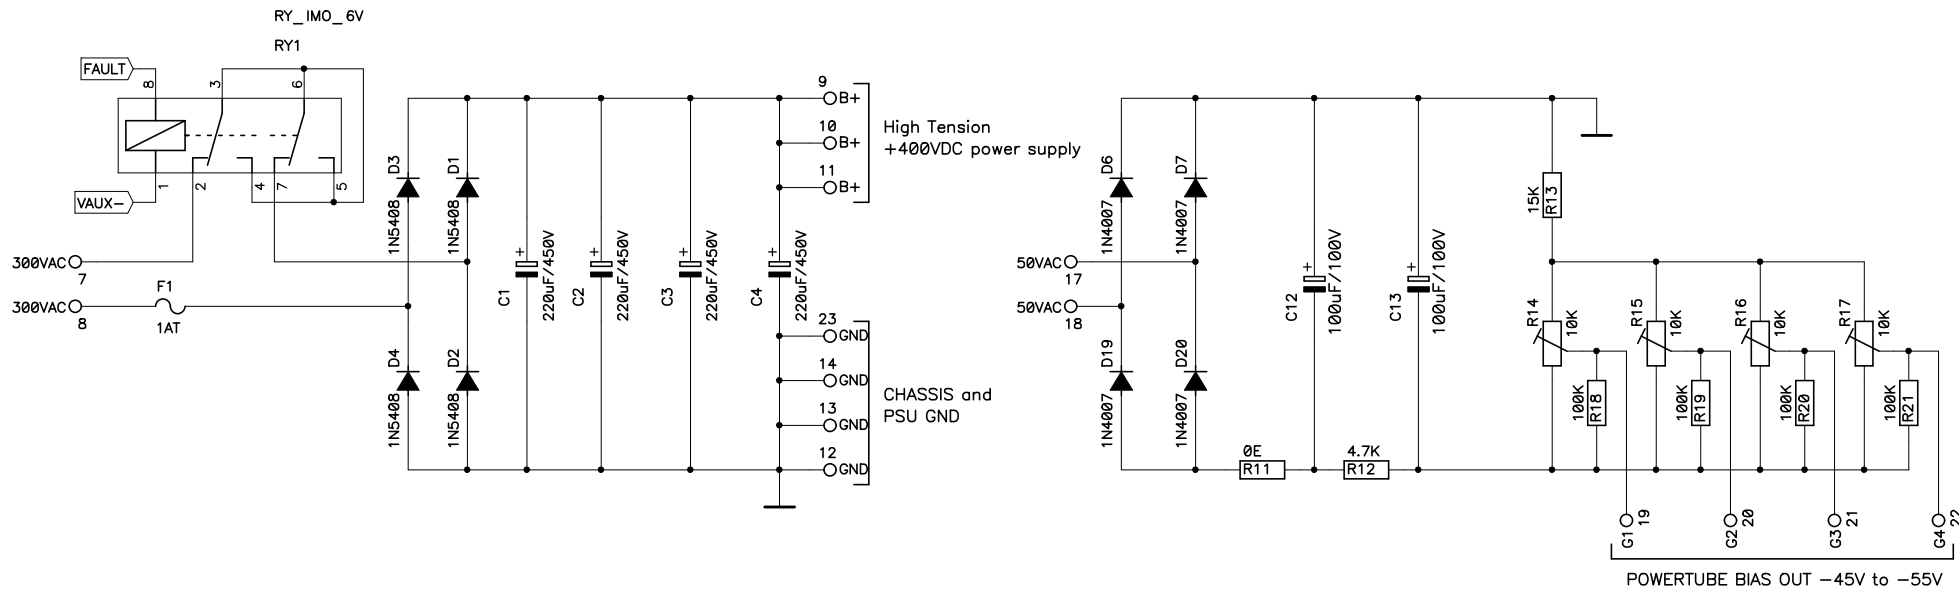 RY_IMO_6V
RY1
FAULT
8
3
6
VAUX-
1
2
4
7
5
300VAC
7
300VAC
8
F1
1AT
D3
1N5408
D1
1N5408
D4
1N5408
D2
1N5408
+
C1
220uF/450V
+
C2
220uF/450V
+
C3
220uF/450V
+
C4
220uF/450V
9
B+
10
B+
11
B+
High Tension
+400VDC power supply
23
GND
14
GND
13
GND
12
GND
CHASSIS and
PSU GND
50VAC
17
50VAC
18
D6
1N4007
D7
1N4007
D19
1N4007
D20
1N4007
+
C12
100uF/100V
+
C13
100uF/100V
0E
R11
4.7K
R12
15K
R13
R14
10K
R15
10K
R16
10K
R17
10K
100K
R18
100K
R19
100K
R20
100K
R21
G1
19
G2
20
G3
21
G4
22
POWERTUBE BIAS OUT -45V to -55V